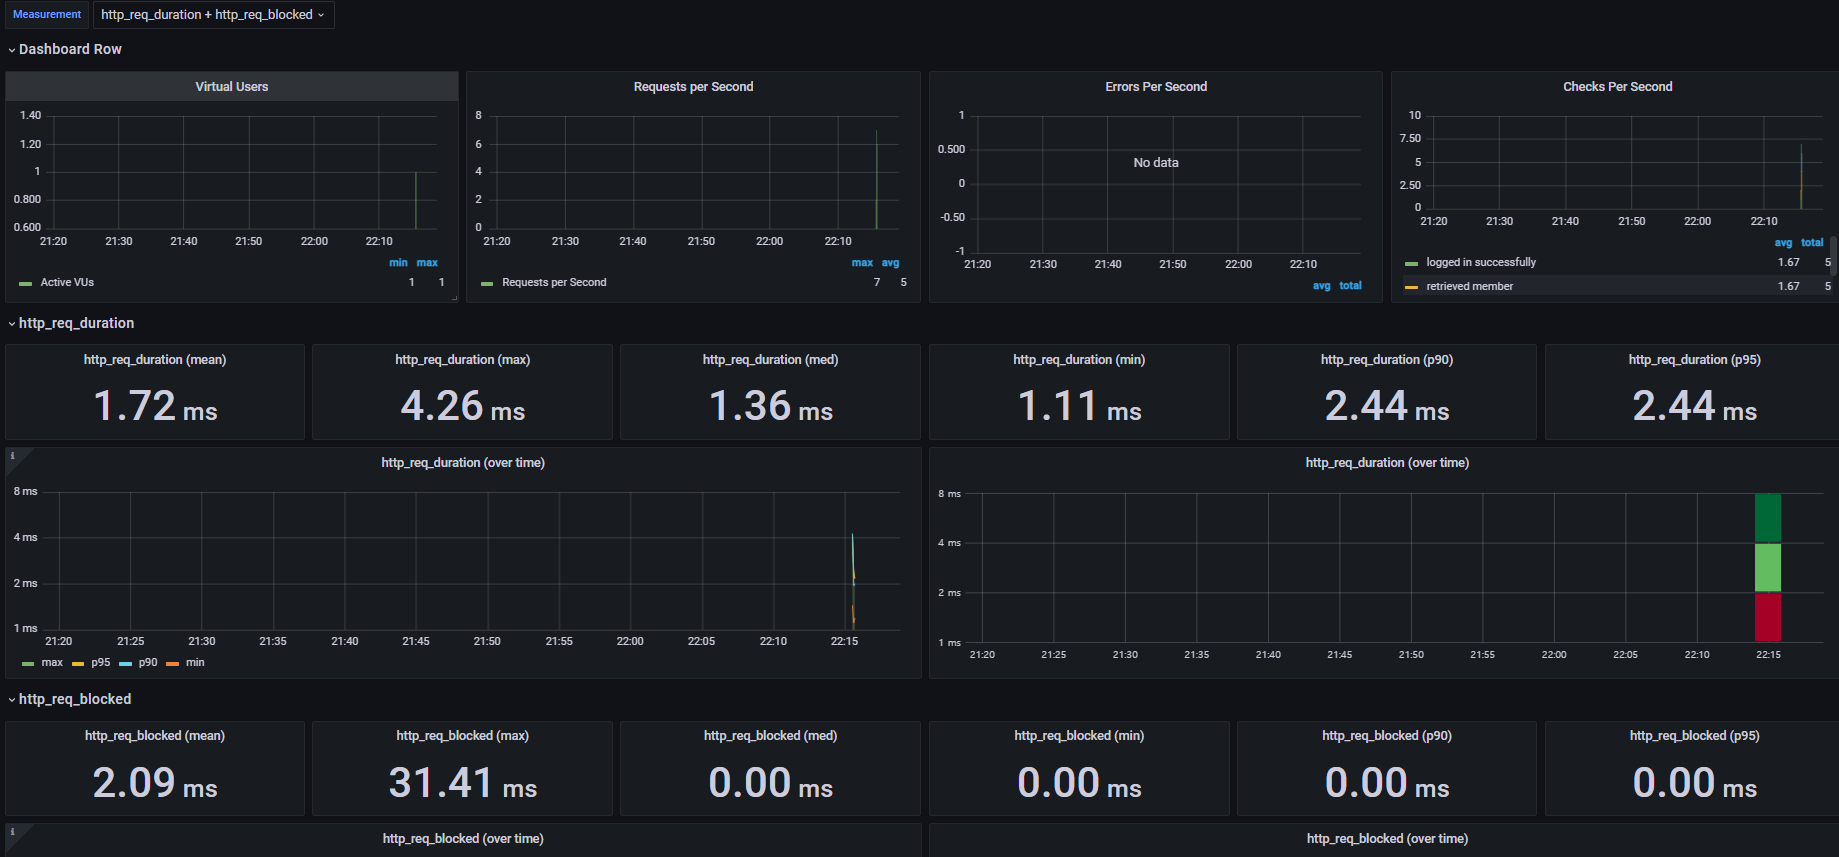 Measurement http_req_duration + http_req_blocked
Dashboard Row
Virtual Users
1.40
1.20
1
0.800
0.600
21:20 21:30 21:40 21:50 22:00 22:10
min max
Active VUs 1 1
Requests per Second
8
6
4
2
0
21:20 21:30 21:40 21:50 22:00 22:10
max avg
Requests per Second 7 5
Errors Per Second
1
0.500
0
-0.50
-1
No data
21:20 21:30 21:40 21:50 22:00 22:10
avg total
Checks Per Second
10
7.50
5
2.50
0
21:20 21:30 21:40 21:50 22:00 22:10
avg total
logged in successfully 1.67 5
retrieved member 1.67 5
http_req_duration
http_req_duration (mean)
1.72 ms
http_req_duration (max)
4.26 ms
http_req_duration (med)
1.36 ms
http_req_duration (min)
1.11 ms
http_req_duration (p90)
2.44 ms
http_req_duration (p95)
2.44 ms
i
http_req_duration (over time)
8 ms
4 ms
2 ms
1 ms
21:20 21:25 21:30 21:35 21:40 21:45 21:50 21:55 22:00 22:05 22:10 22:15
max p95 p90 min
http_req_duration (over time)
8 ms
4 ms
2 ms
1 ms
21:20 21:25 21:30 21:35 21:40 21:45 21:50 21:55 22:00 22:05 22:10 22:15
http_req_blocked
http_req_blocked (mean)
2.09 ms
http_req_blocked (max)
31.41 ms
http_req_blocked (med)
0.00 ms
http_req_blocked (min)
0.00 ms
http_req_blocked (p90)
0.00 ms
http_req_blocked (p95)
0.00 ms
i
http_req_blocked (over time)
http_req_blocked (over time)